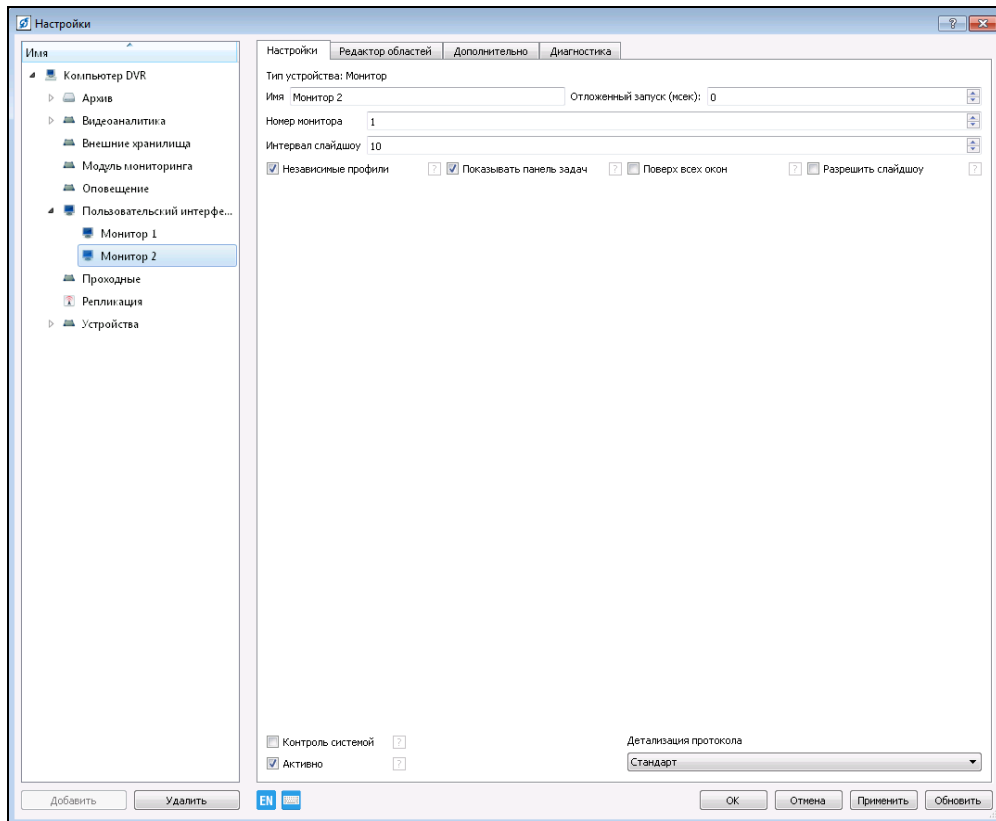 Настройки
Имя
Компьютер DVR
Архив
Видеоаналитика
Внешние хранилища
Модуль мониторинга
Оповещение
Пользовательский интерфе...
Монитор 1
Монитор 2
Проходные
Репликация
Устройства
Добавить Удалить
Настройки Редактор областей Дополнительно Диагностика
Тип устройства: Монитор
Имя Монитор 2 Отложенный запуск (мсек): 0
Номер монитора 1
Интервал слайдшоу 10
Независимые профили ? Показывать панель задач ? Поверх всех окон ? Разрешить слайдшоу ?
Контроль системой ?
Активно ?
Детализация протокола
Стандарт
EN
OK Отмена Применить Обновить